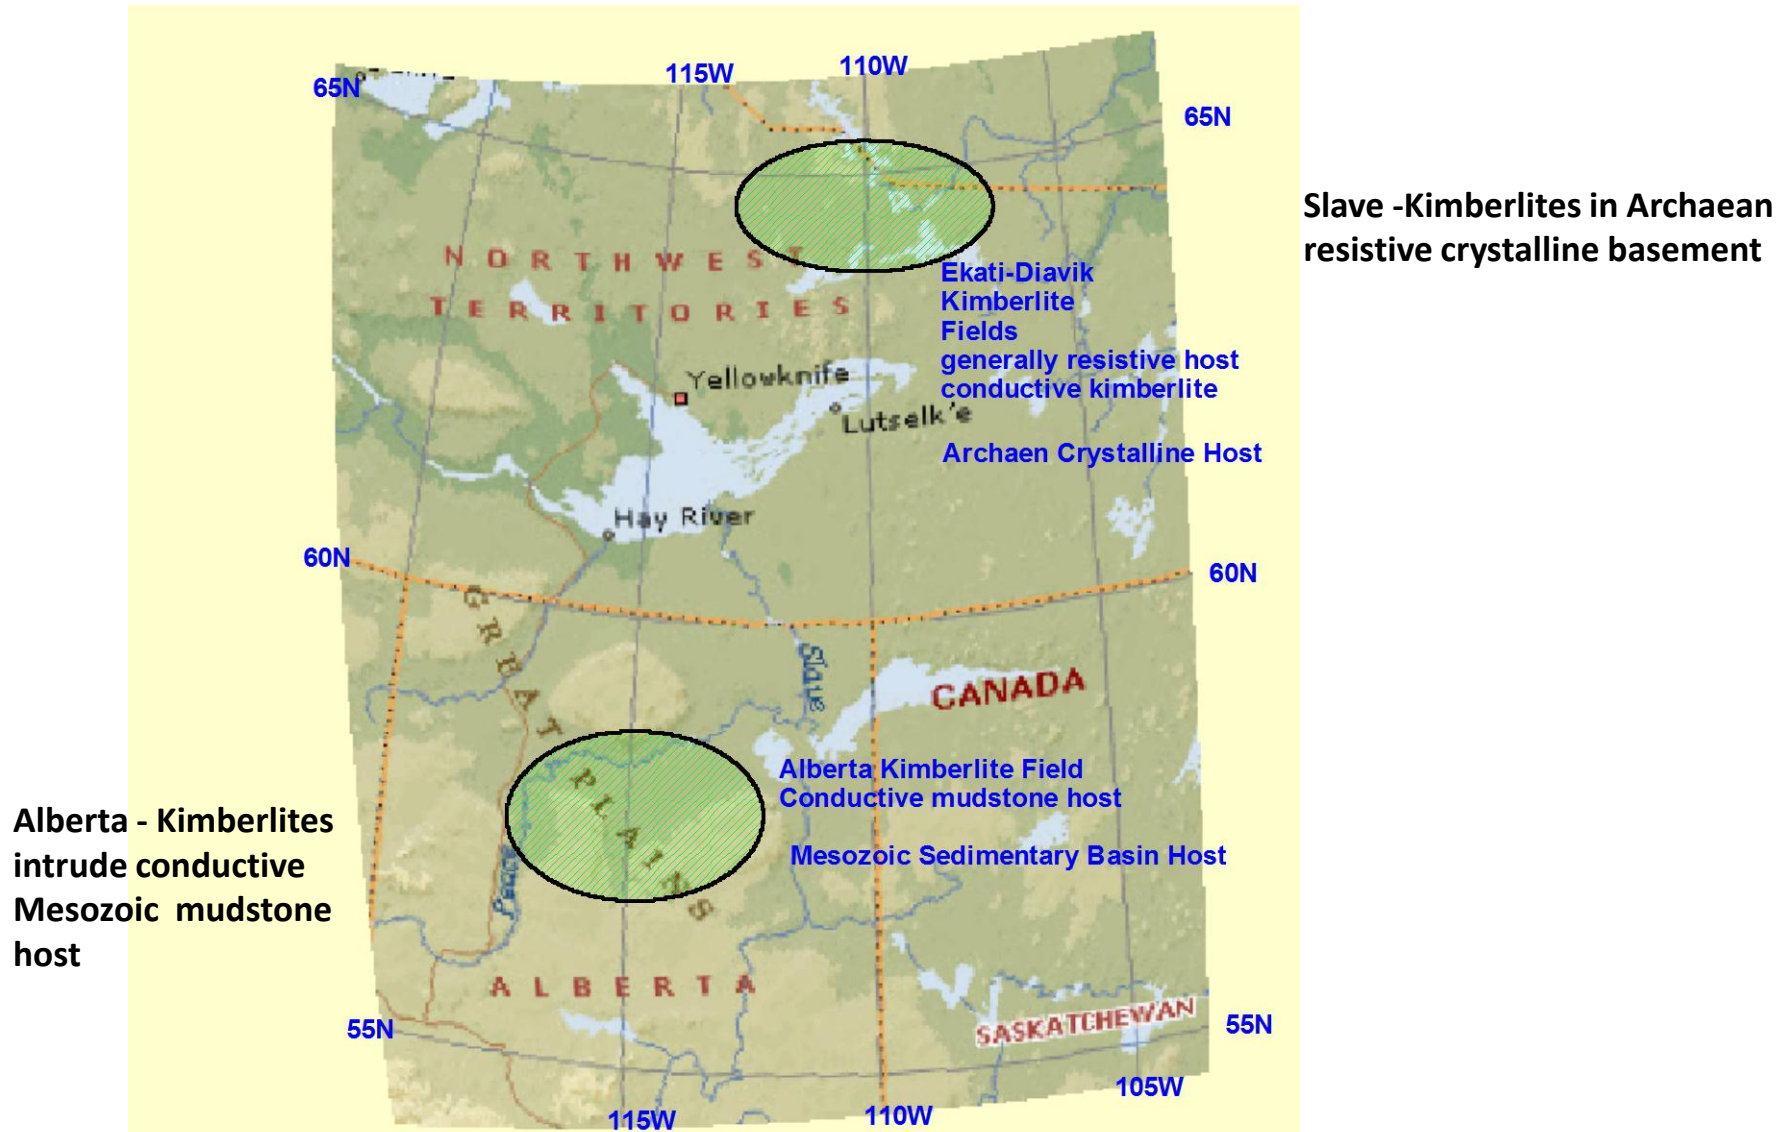 115W
110W
65N
65N
Slave -Kimberlites in Archaean
resistive crystalline basement
NORTHWEST
TERRITORIES
Ekati-Diavik
Kimberlite
Fields
generally resistive host
conductive kimberlite
Yellowknife
Lutselk'e
Archaen Crystalline Host
Hay River
60N
60N
GREAT PLAINS
Slave
CANADA
Alberta Kimberlite Field
Conductive mudstone host
Mesozoic Sedimentary Basin Host
Peace
Alberta - Kimberlites
intrude conductive
Mesozoic mudstone
host
ALBERTA
SASKATCHEWAN
55N
55N
105W
115W
110W